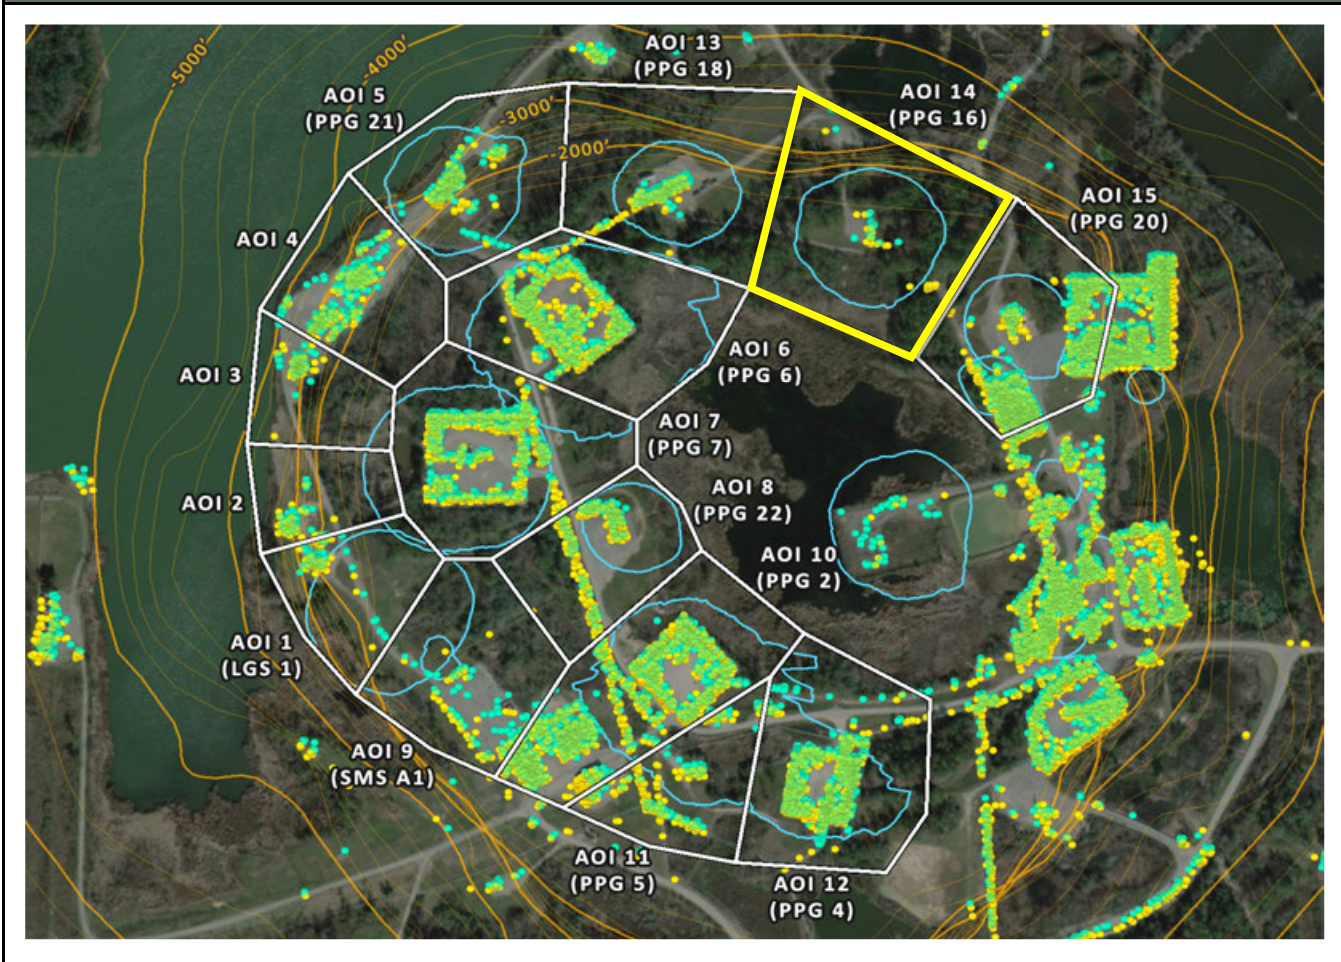 -5000'
-4000'
AOI 13
(PPG 18)
AOI 5
(PPG 21)
AOI 14
(PPG 16)
-3000'
-2000'
AOI 15
(PPG 20)
AOI 4
AOI 3
AOI 6
(PPG 6)
AOI 7
(PPG 7)
AOI 2
AOI 8
(PPG 22)
AOI 10
(PPG 2)
AOI 1
(LGS 1)
AOI 9
(SMS A1)
AOI 11
(PPG 5)
AOI 12
(PPG 4)